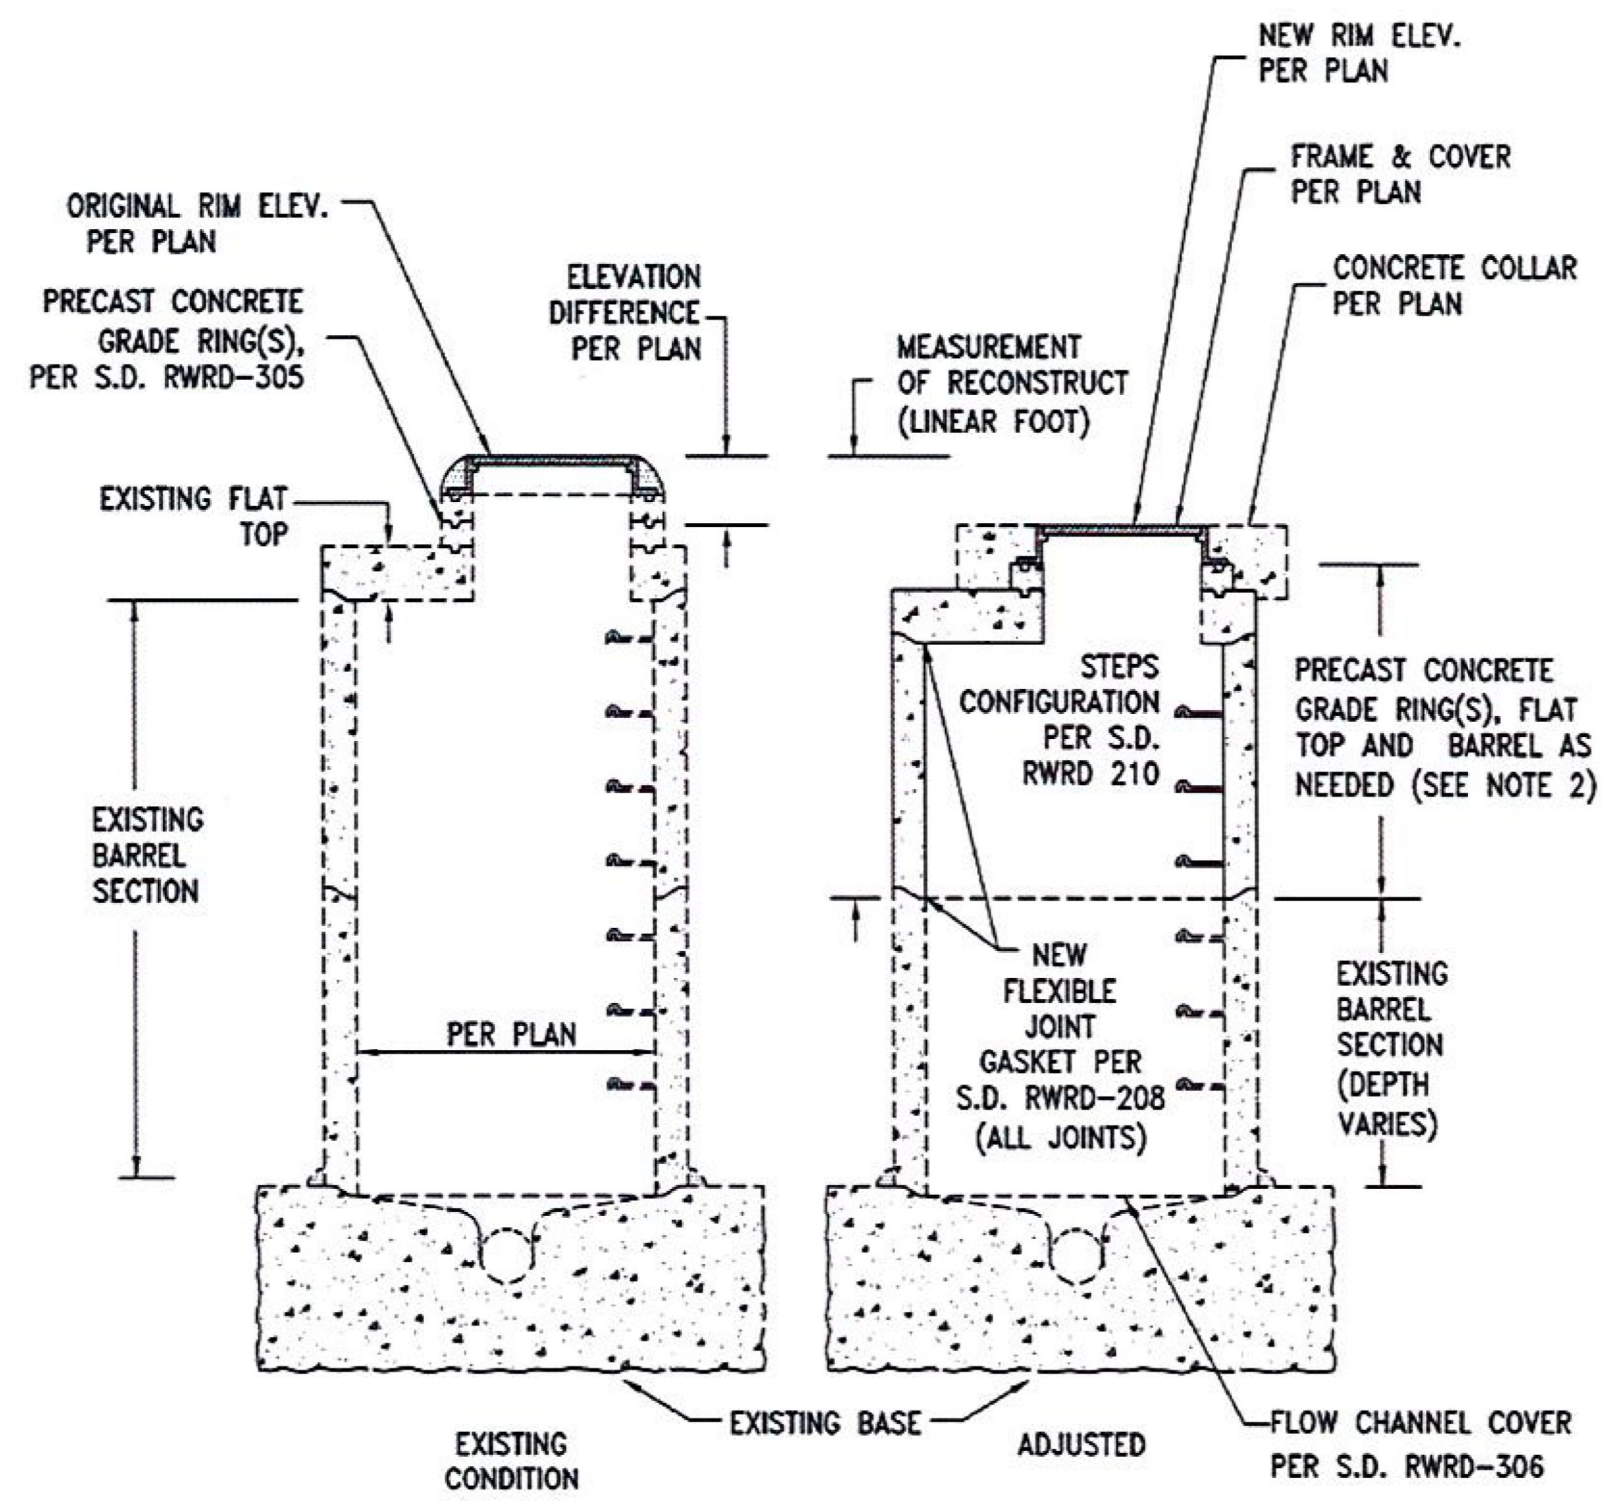 NEW RIM ELEV.
PER PLAN
FRAME & COVER
PER PLAN
ORIGINAL RIM ELEV.
PER PLAN
CONCRETE COLLAR
PER PLAN
ELEVATION
DIFFERENCE
PER PLAN
PRECAST CONCRETE
GRADE RING(S),
PER S.D. RWRD-305
MEASUREMENT
OF RECONSTRUCT
(LINEAR FOOT)
EXISTING FLAT
TOP
STEPS
CONFIGURATION
PER S.D.
RWRD 210
PRECAST CONCRETE
GRADE RING(S), FLAT
TOP AND BARREL AS
NEEDED (SEE NOTE 2)
EXISTING
BARREL
SECTION
PER PLAN
NEW
FLEXIBLE
JOINT
GASKET PER
S.D. RWRD-208
(ALL JOINTS)
EXISTING
BARREL
SECTION
(DEPTH
VARIES)
EXISTING BASE
EXISTING
CONDITION
ADJUSTED
FLOW CHANNEL COVER
PER S.D. RWRD-306